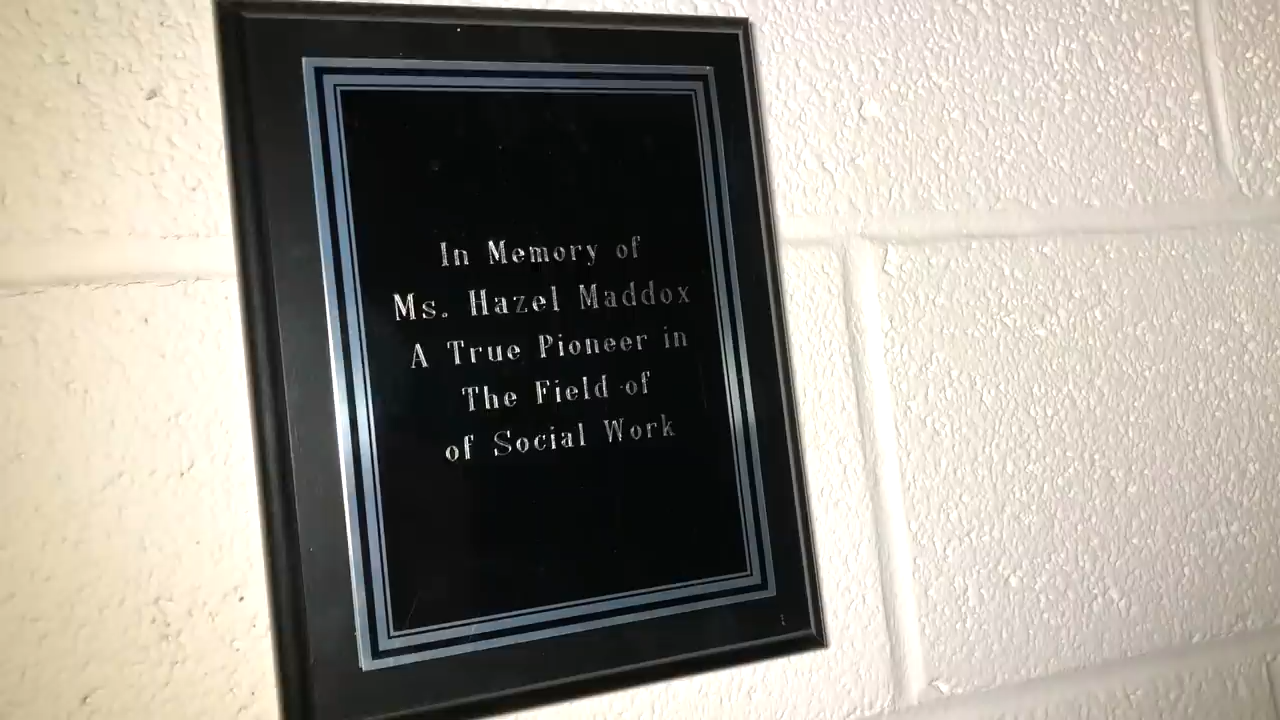 In Memory of
Ms. Hazel Maddox
A True Pioneer in
The Field of
of Social Work